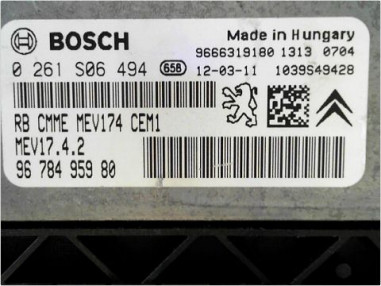 BOSCH
Made in Hungary
9666319180 1313 0704
0 261 S06 494 658 12-03-11 1039S49428
RB CMME MEV174 CEM1
MEV17.4.2
96 784 959 80